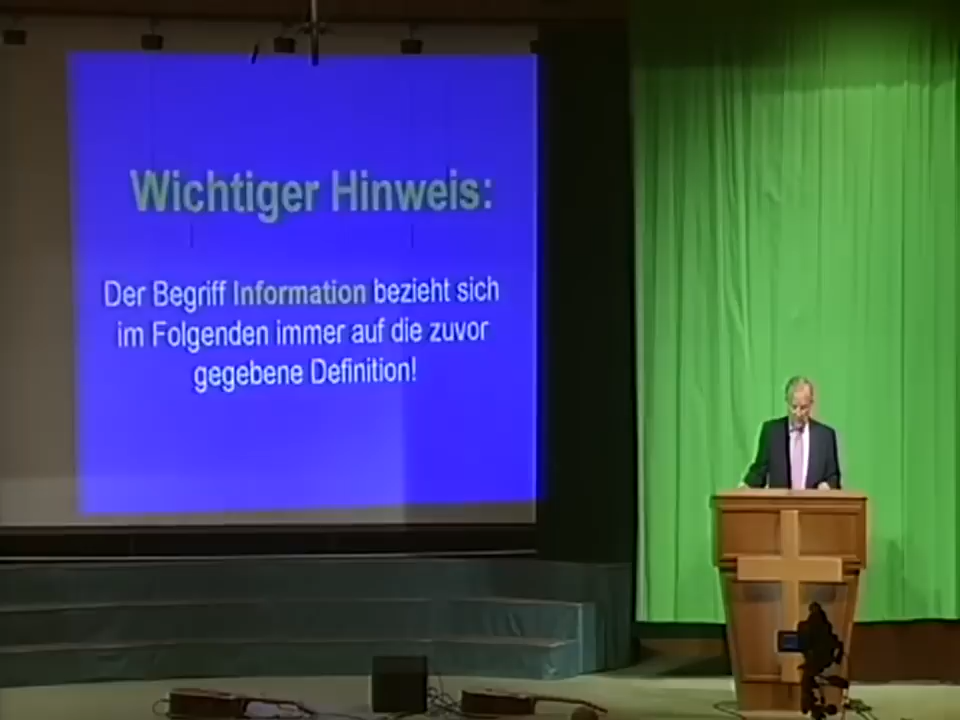 Wichtiger Hinweis:
Der Begriff Information bezieht sich
im Folgenden immer auf die zuvor
gegebene Definition!